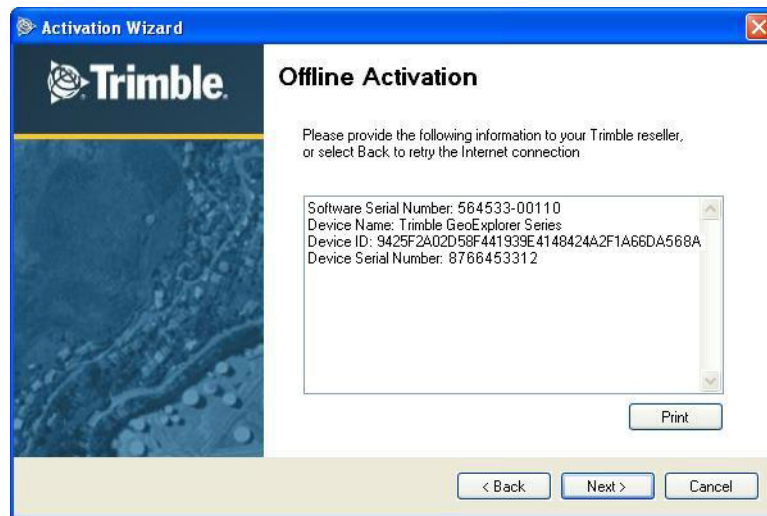 Activation Wizard
Trimble.
Offline Activation
Please provide the following information to your Trimble reseller,
or select Back to retry the Internet connection
Software Serial Number: 564533-00110
Device Name: Trimble GeoExplorer Series
Device ID: 9425F2A02D58F441939E4148424A2F1A66DA568A
Device Serial Number: 8766453312
Print
< Back
Next >
Cancel